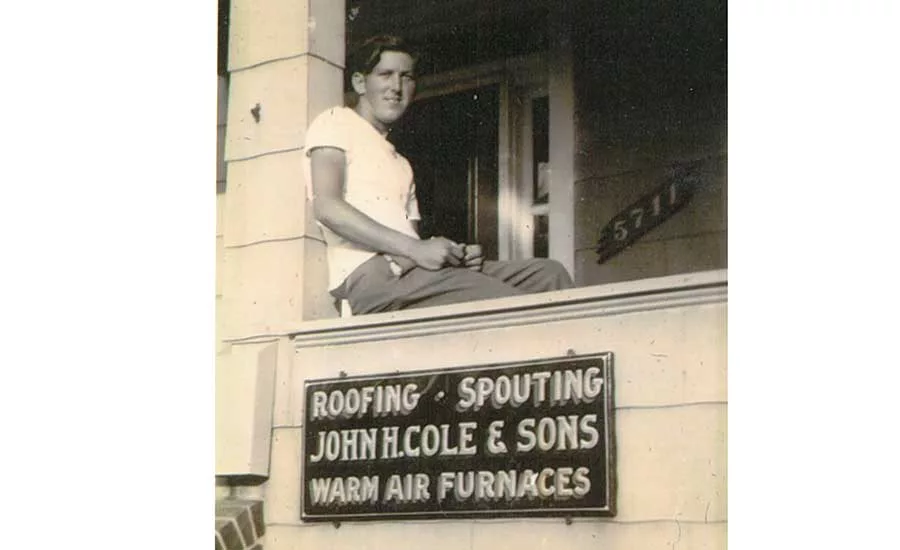 5711
ROOFING · SPOUTING
JOHN H. COLE & SONS
WARM AIR FURNACES